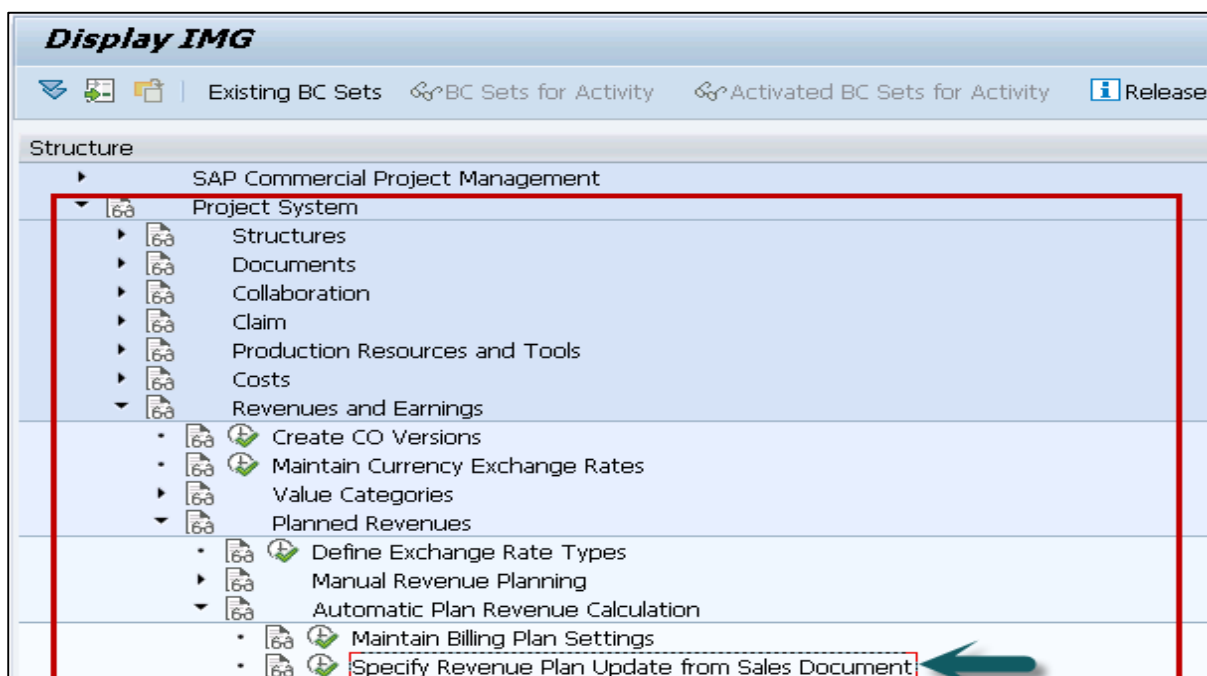 Display IMG
Existing BC Sets BC Sets for Activity Activated BC Sets for Activity Release
Structure
SAP Commercial Project Management
Project System
Structures
Documents
Collaboration
Claim
Production Resources and Tools
Costs
Revenues and Earnings
Create CO Versions
Maintain Currency Exchange Rates
Value Categories
Planned Revenues
Define Exchange Rate Types
Manual Revenue Planning
Automatic Plan Revenue Calculation
Maintain Billing Plan Settings
Specify Revenue Plan Update from Sales Document